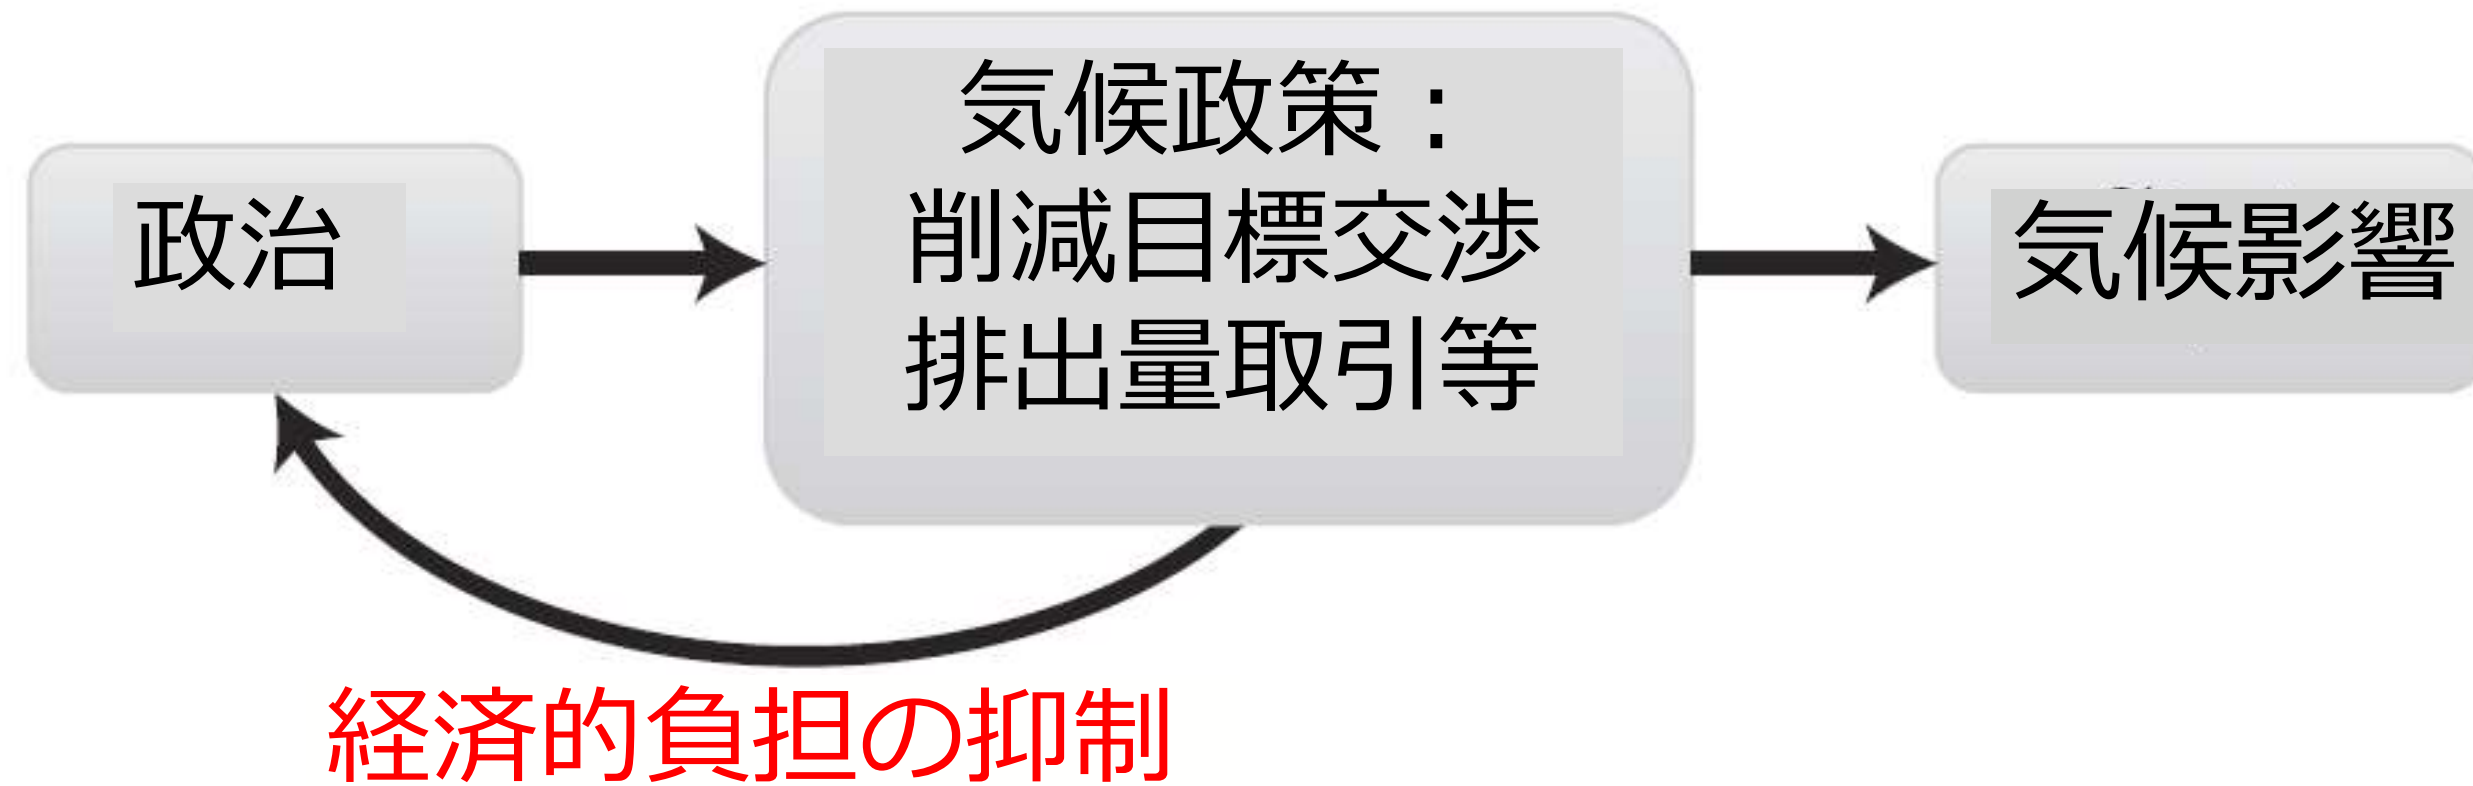 政治
気候政策：
削減目標交渉
排出量取引等
気候影響
経済的負担の抑制